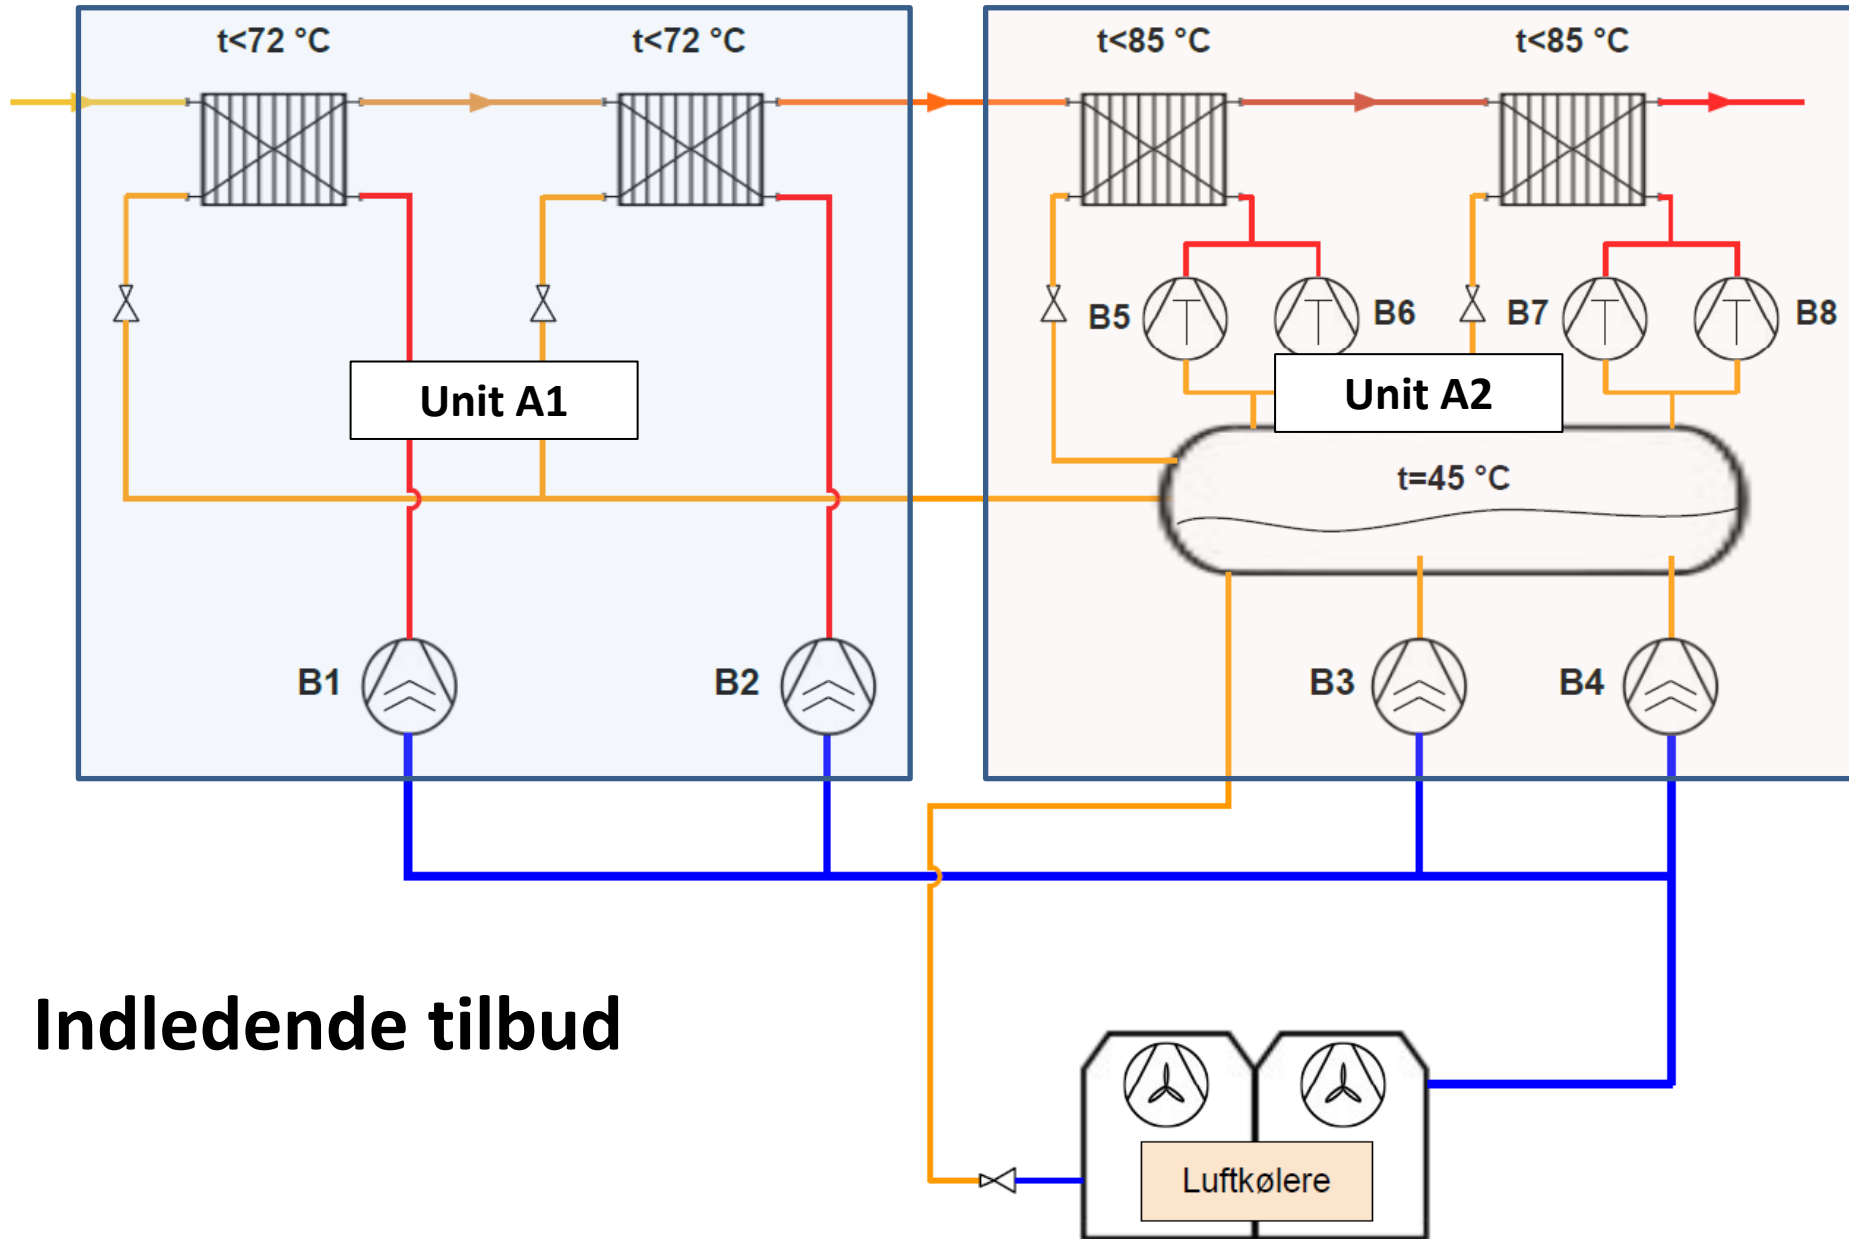 t<72 °C
t<72 °C
t<85 °C
t<85 °C
B5
B6
B7
B8
Unit A1
Unit A2
t=45 °C
B1
B2
B3
B4
Indledende tilbud
Luftkølere